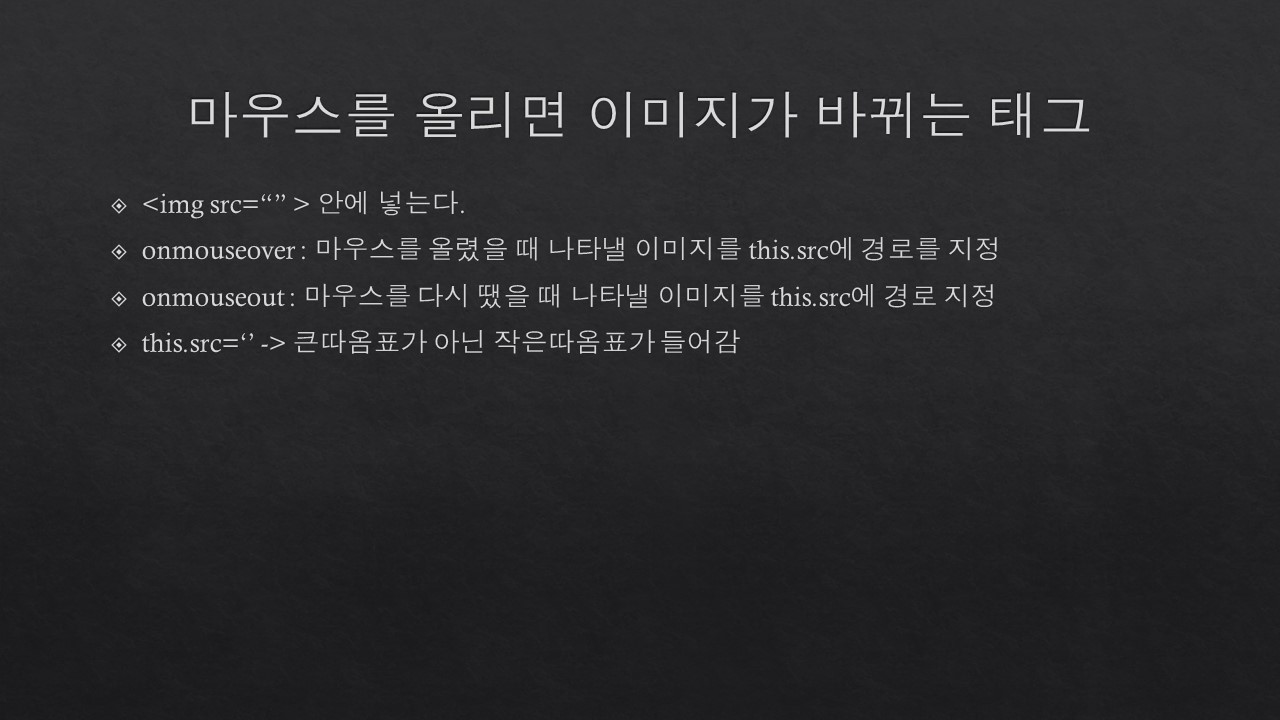 마우스를 올리면 이미지가 바뀌는 태그
<img src=“” > 안에 넣는다.
onmouseover : 마우스를 올렸을 때 나타낼 이미지를 this.src에 경로를 지정
onmouseout : 마우스를 다시 땠을 때 나타낼 이미지를 this.src에 경로 지정
this.src=‘’ -> 큰따옴표가 아닌 작은따옴표가 들어감